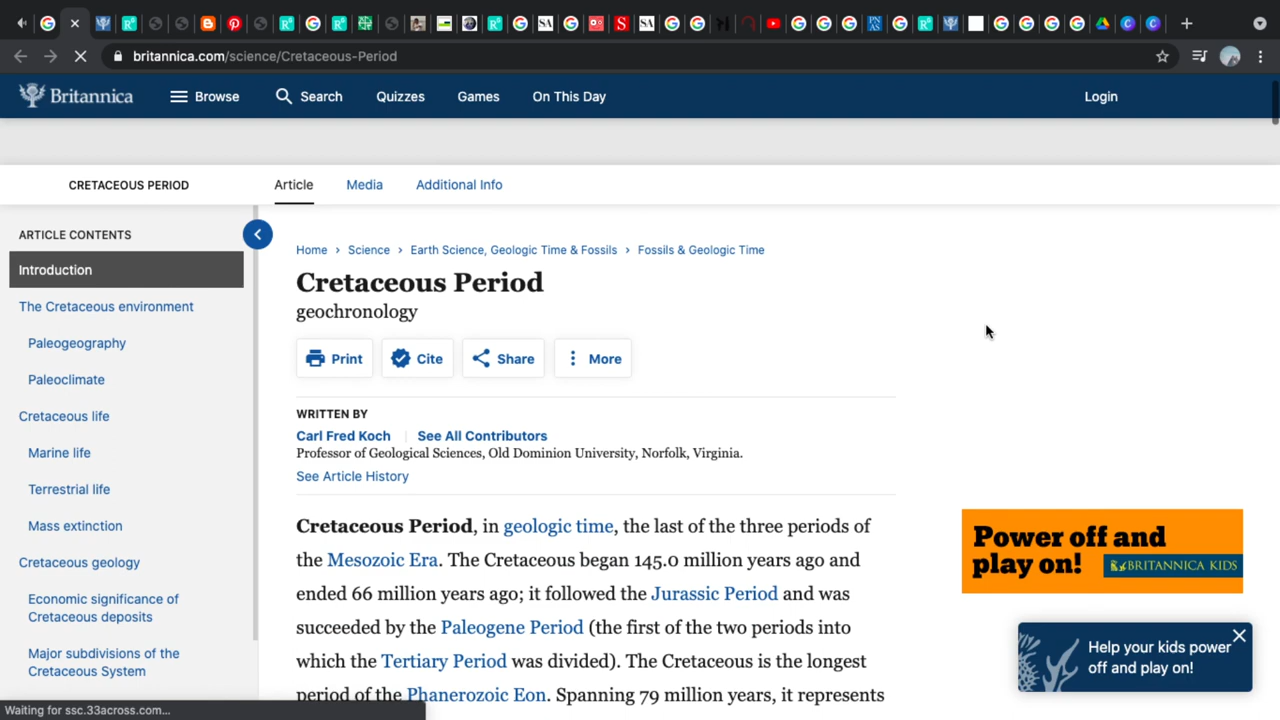 britannica.com/science/Cretaceous-Period
Britannica
Browse
Search
Quizzes
Games
On This Day
Login
CRETACEOUS PERIOD
Article
Media
Additional Info
ARTICLE CONTENTS
Introduction
The Cretaceous environment
Paleogeography
Paleoclimate
Cretaceous life
Marine life
Terrestrial life
Mass extinction
Cretaceous geology
Economic significance of
Cretaceous deposits
Major subdivisions of the
Cretaceous System
Home › Science › Earth Science, Geologic Time & Fossils › Fossils & Geologic Time
Cretaceous Period
geochronology
Print
Cite
Share
More
WRITTEN BY
Carl Fred Koch | See All Contributors
Professor of Geological Sciences, Old Dominion University, Norfolk, Virginia.
See Article History
Cretaceous Period, in geologic time, the last of the three periods of
the Mesozoic Era. The Cretaceous began 145.0 million years ago and
ended 66 million years ago; it followed the Jurassic Period and was
succeeded by the Paleogene Period (the first of the two periods into
which the Tertiary Period was divided). The Cretaceous is the longest
period of the Phanerozoic Eon. Spanning 79 million years, it represents
Power off and
play on!
BRITANNICA KIDS
Help your kids power
off and play on!
Waiting for ssc.33across.com...